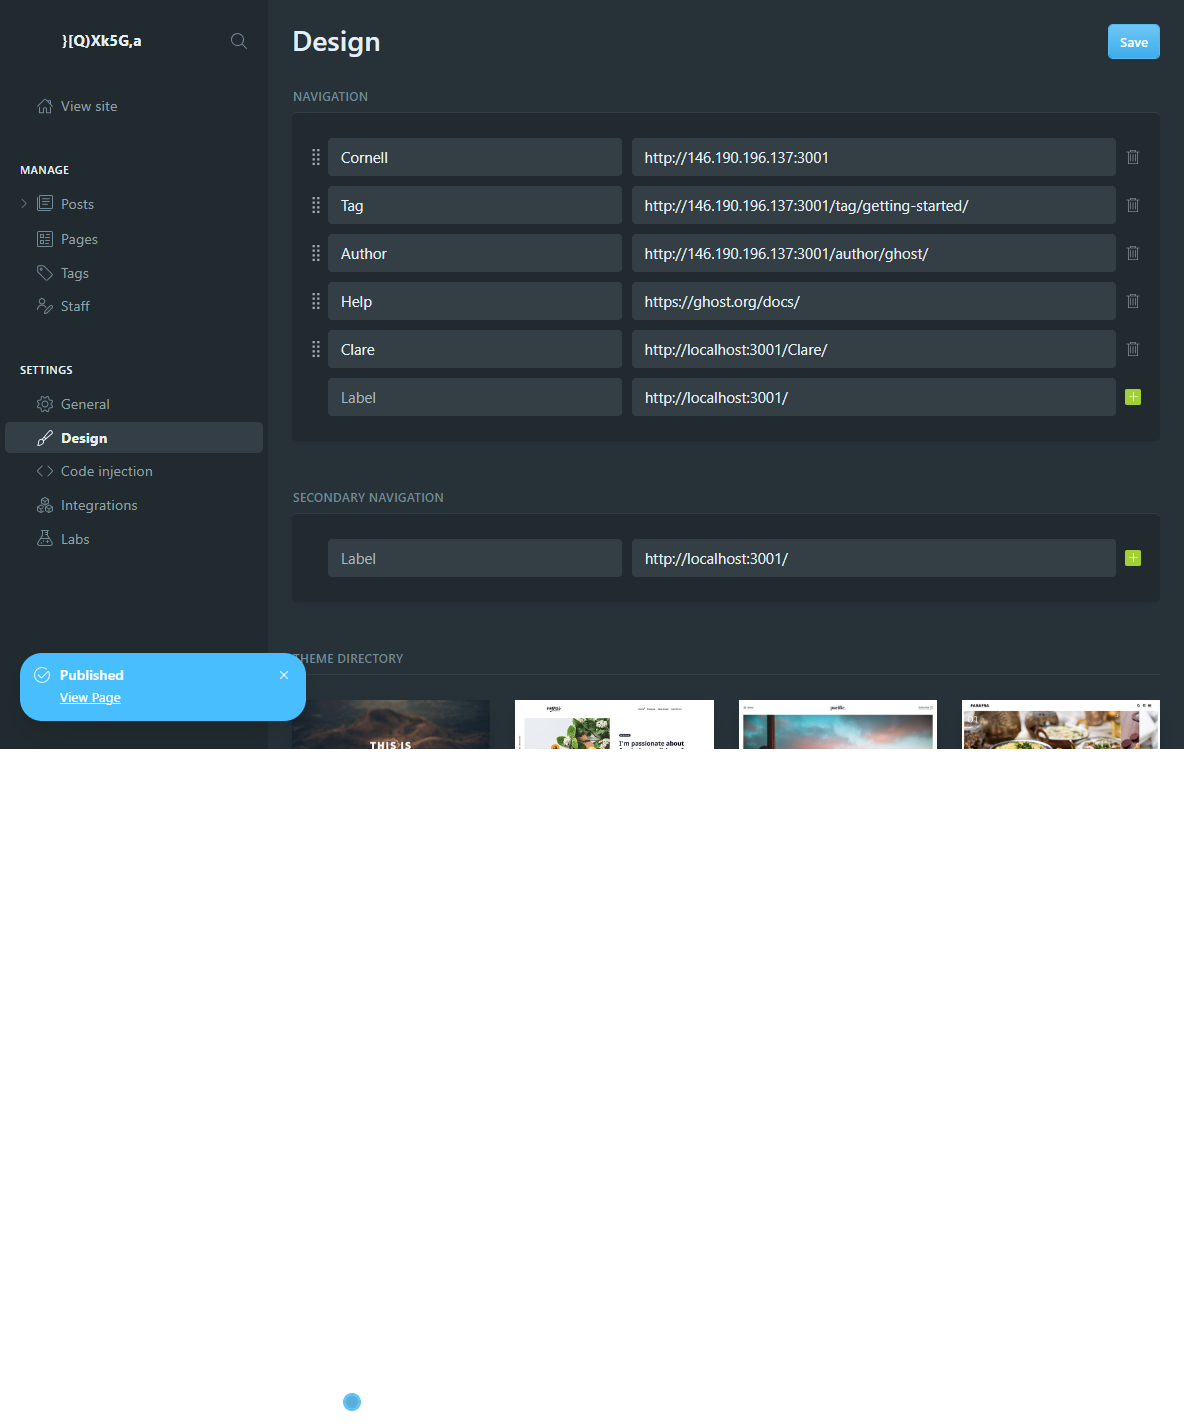 }[Q)Xk5G,a
View site
MANAGE
Posts
Pages
Tags
Staff
SETTINGS
General
Design
Code injection
Integrations
Labs
Published
View Page
Design
Save
NAVIGATION
Cornell http://146.190.196.137:3001
Tag http://146.190.196.137:3001/tag/getting-started/
Author http://146.190.196.137:3001/author/ghost/
Help https://ghost.org/docs/
Clare http://localhost:3001/Clare/
Label http://localhost:3001/
SECONDARY NAVIGATION
Label http://localhost:3001/
THEME DIRECTORY
THIS IS
I'm passionate about
pacific.
01